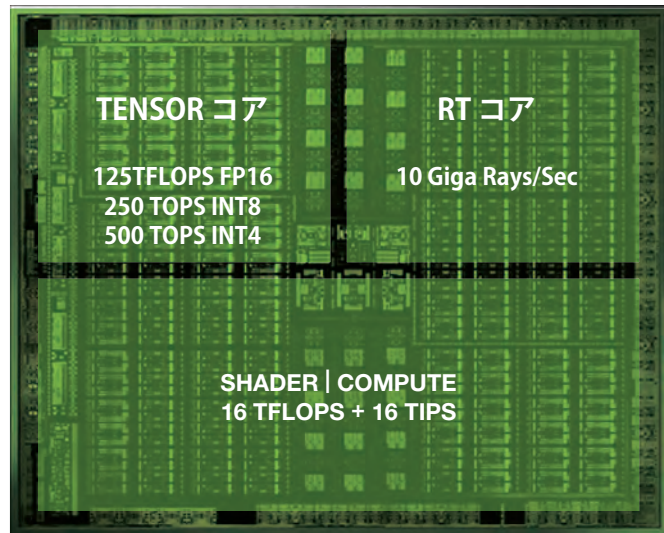 TENSOR コア
125TFLOPS FP16
250 TOPS INT8
500 TOPS INT4
RT コア
10 Giga Rays/Sec
SHADER | COMPUTE
16 TFLOPS + 16 TIPS